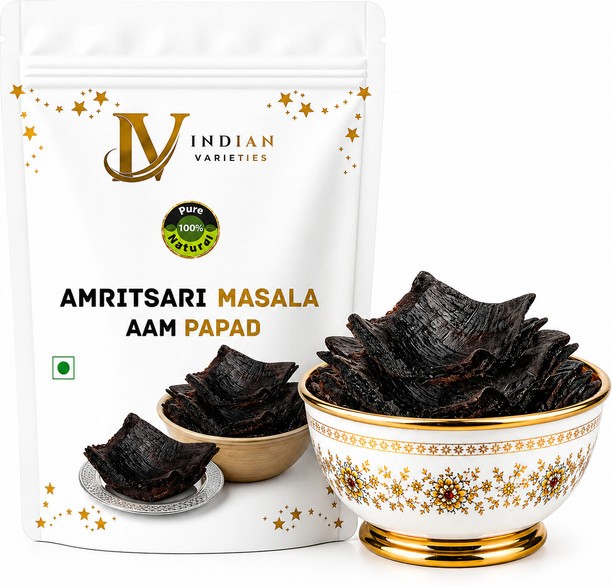 IV
INDIAN
VARIETIES
Pure
100%
Natural
AMRITSARI MASALA
AAM PAPAD